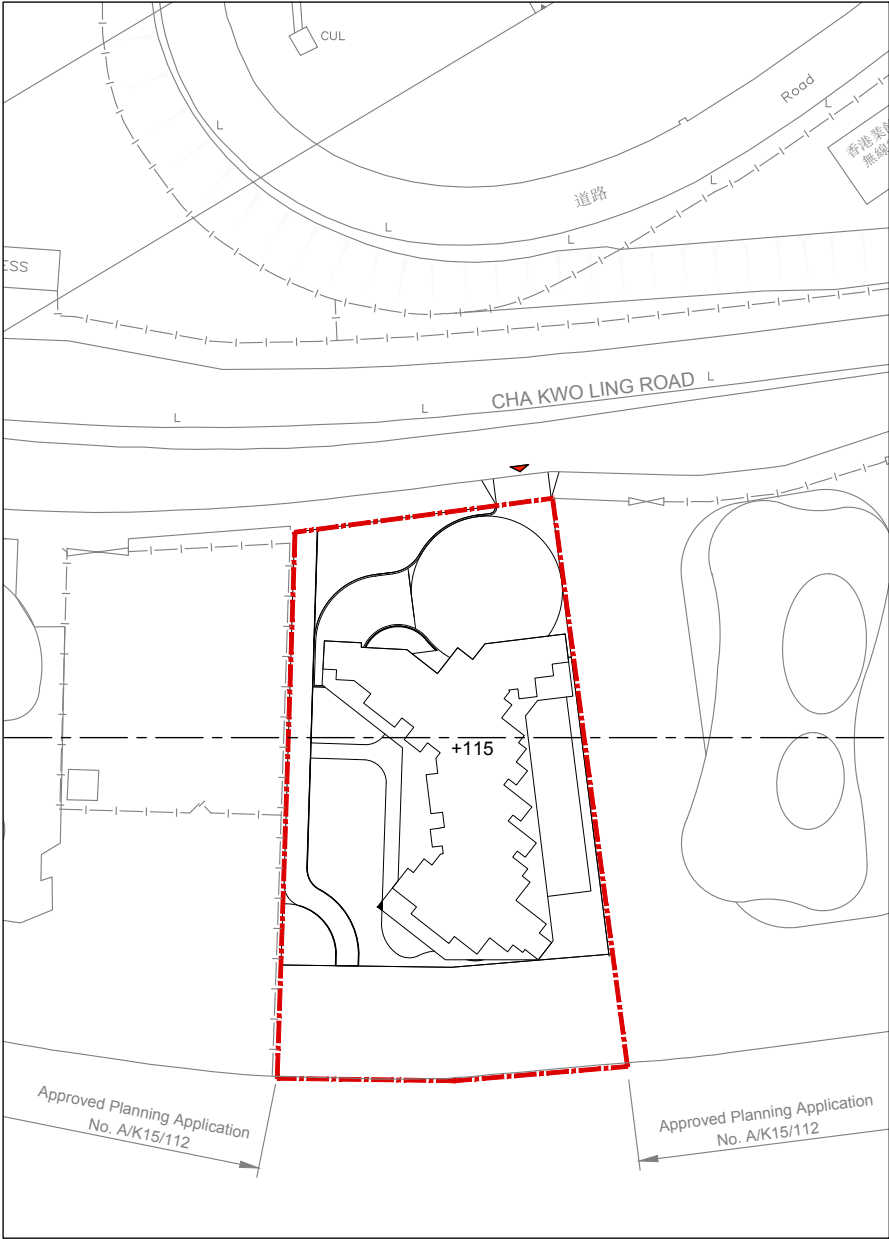 CUL
Road
L
L
香港業餘
無線
L
道路
L
L
ESS
CHA KWO LING ROAD
L
L
L
+115
Approved Planning Application
No. A/K15/112
Approved Planning Application
No. A/K15/112